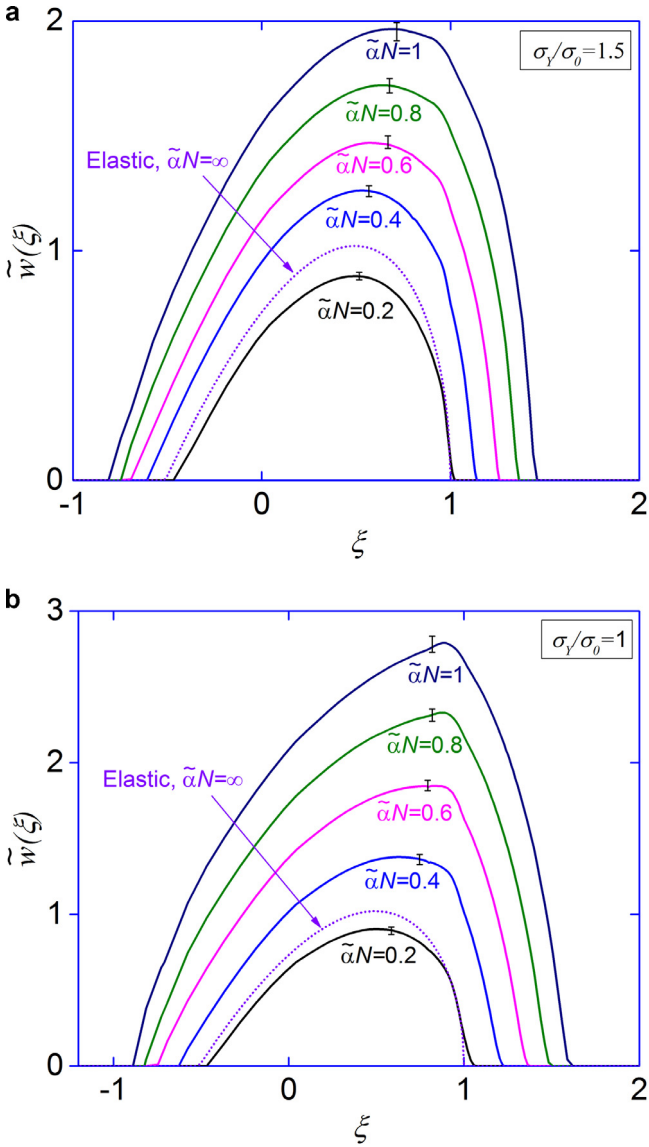 a
2
1
0
-1
0
1
2
w̃(ξ)
ξ
σY/σ0=1.5
α̃N=1
α̃N=0.8
Elastic, α̃N=∞
α̃N=0.6
α̃N=0.4
α̃N=0.2
b
3
2
1
0
-1
0
1
2
w̃(ξ)
ξ
σY/σ0=1
α̃N=1
α̃N=0.8
Elastic, α̃N=∞
α̃N=0.6
α̃N=0.4
α̃N=0.2